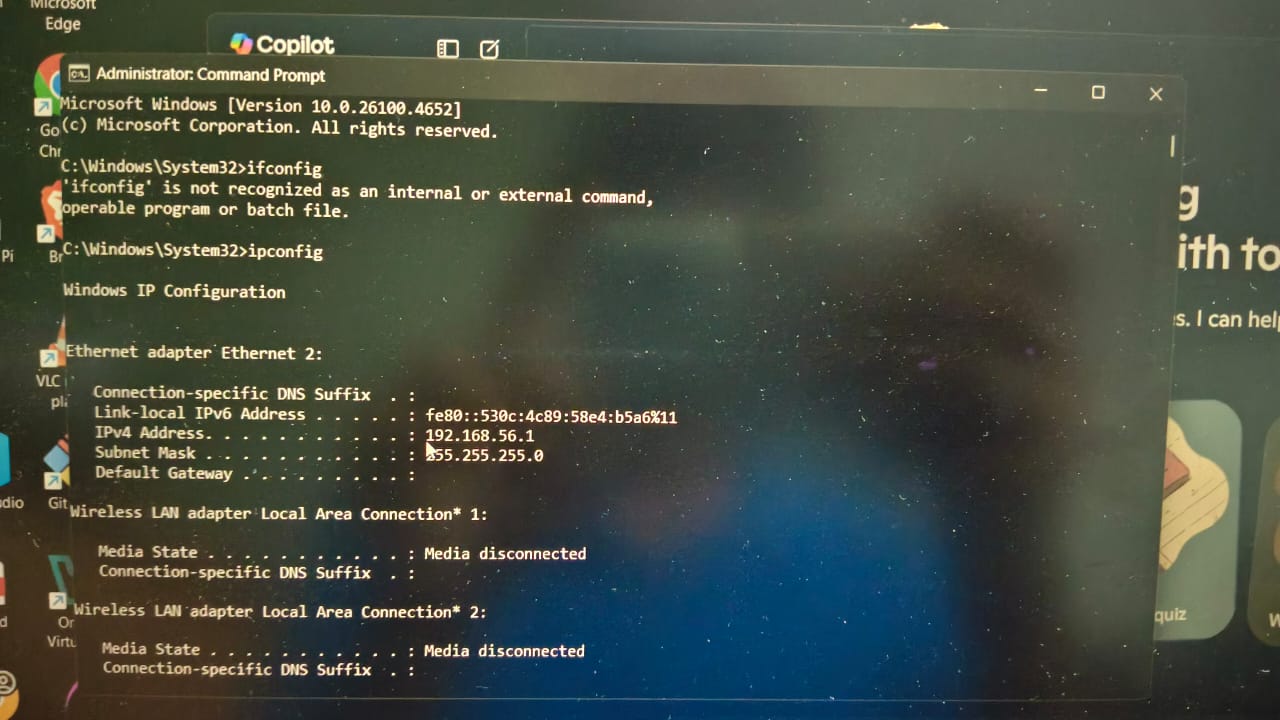 Microsoft
Edge
Copilot
Administrator: Command Prompt
Microsoft Windows [Version 10.0.26100.4652]
(c) Microsoft Corporation. All rights reserved.
C:\Windows\System32>ifconfig
'ifconfig' is not recognized as an internal or external command,
operable program or batch file.
C:\Windows\System32>ipconfig
Windows IP Configuration
Ethernet adapter Ethernet 2:
Connection-specific DNS Suffix  . :
Link-local IPv6 Address . . . . . : fe80::530c:4c89:58e4:b5a6%11
IPv4 Address. . . . . . . . . . . : 192.168.56.1
Subnet Mask . . . . . . . . . . . : 255.255.255.0
Default Gateway . . . . . . . . . :
Wireless LAN adapter Local Area Connection* 1:
Media State . . . . . . . . . . . : Media disconnected
Connection-specific DNS Suffix  . :
Wireless LAN adapter Local Area Connection* 2:
Media State . . . . . . . . . . . : Media disconnected
Connection-specific DNS Suffix  . :
Go
Chr
Pi
Br
VLC
pla
dio
Git
d
Or
Virtu
g
ith to
s. I can help
quiz